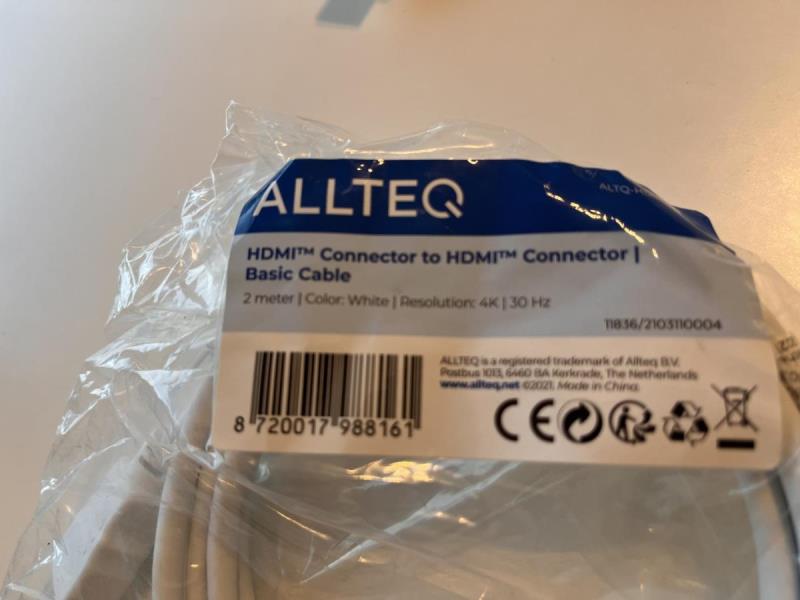 ALLTEQ
HDMI™ Connector to HDMI™ Connector |
Basic Cable
2 meter | Color: White | Resolution: 4K | 30 Hz
11836/2103110004
ALLTEQ is a registered trademark of Allteq B.V.
Postbus 1013, 6460 BA Kerkrade, The Netherlands
www.allteq.net ©2021. Made in China.
8 720017 988161
CE